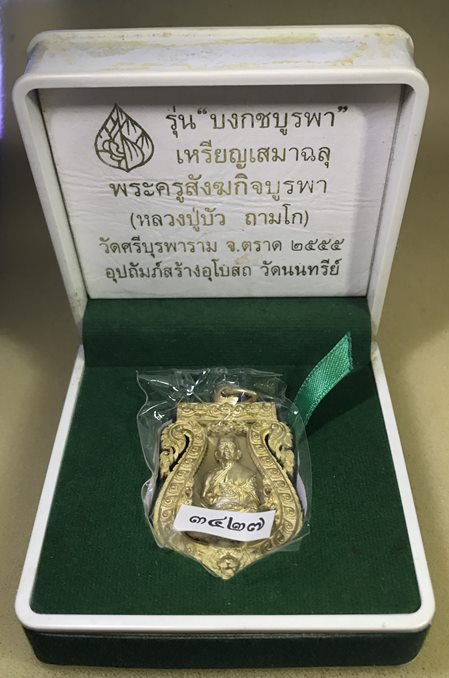 รุ่น “บงกชบูรพา”
เหรียญเสมาฉลุ
พระครูสังฆกิจบูรพา
(หลวงปู่บัว ถามโก)
วัดศรีบุรพาราม จ.ตราด ๒๕๕๕
อุปถัมภ์สร้างอุโบสถ วัดนนทรีย์
๓๔๒๗